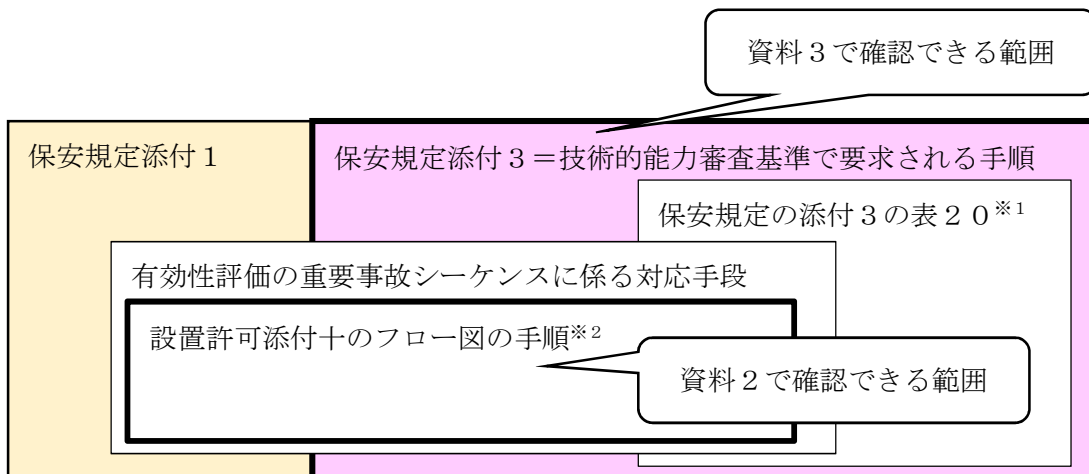 資料３で確認できる範囲
保安規定添付１
保安規定添付３＝技術的能力審査基準で要求される手順
保安規定の添付３の表２０※1
有効性評価の重要事故シーケンスに係る対応手段
設置許可添付十のフロー図の手順※2
資料２で確認できる範囲